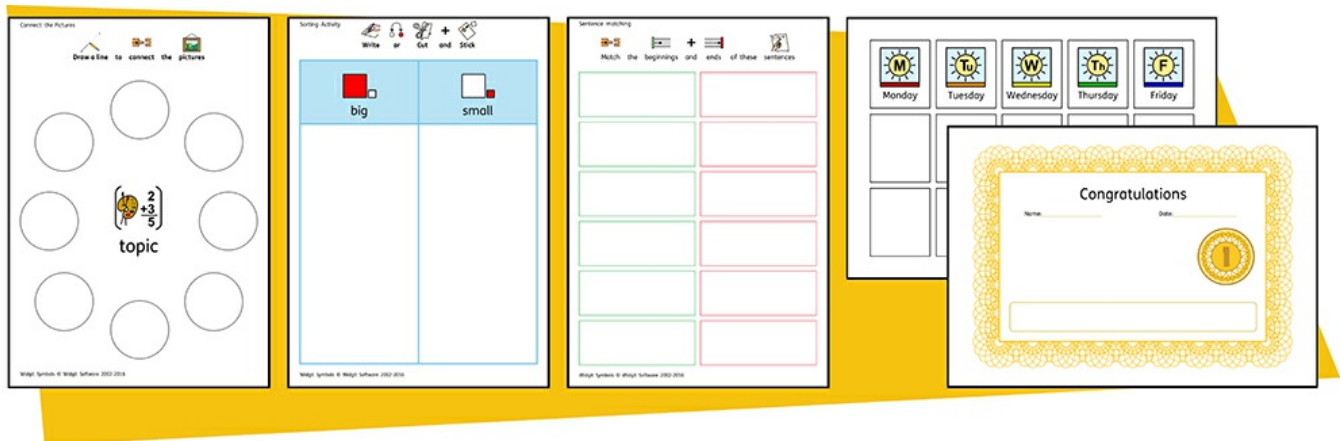 Connect the Pictures
Draw a line to connect the pictures
2
+3
5
topic
Widgit Symbols © Widgit Software 2002-2016
Sorting Activity
Write or Cut and Stick
big small
Widgit Symbols © Widgit Software 2002-2016
Sentence matching
Match the beginnings and ends of these sentences
Widgit Symbols © Widgit Software 2002-2016
M Tu W Th F
Monday Tuesday Wednesday Thursday Friday
Congratulations
Name: Date:
1